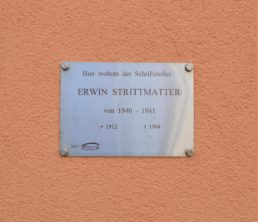 Hier wohnte der Schriftsteller
ERWIN STRITTMATTER
von 1940 - 1941
* 1912 † 1994